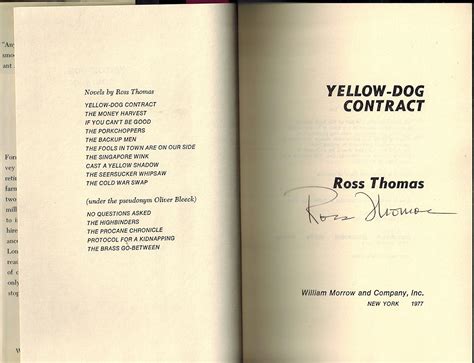 Novels by Ross Thomas
YELLOW-DOG CONTRACT
THE MONEY HARVEST
IF YOU CAN'T BE GOOD
THE PORKCHOPPERS
THE BACKUP MEN
THE FOOLS IN TOWN ARE ON OUR SIDE
THE SINGAPORE WINK
CAST A YELLOW SHADOW
THE SEERSUCKER WHIPSAW
THE COLD WAR SWAP
(under the pseudonym Oliver Bleeck)
NO QUESTIONS ASKED
THE HIGHBINDERS
THE PROCANE CHRONICLE
PROTOCOL FOR A KIDNAPPING
THE BRASS GO-BETWEEN
YELLOW-DOG
CONTRACT
Ross Thomas
Ross Thomas
William Morrow and Company, Inc.
NEW YORK 1977